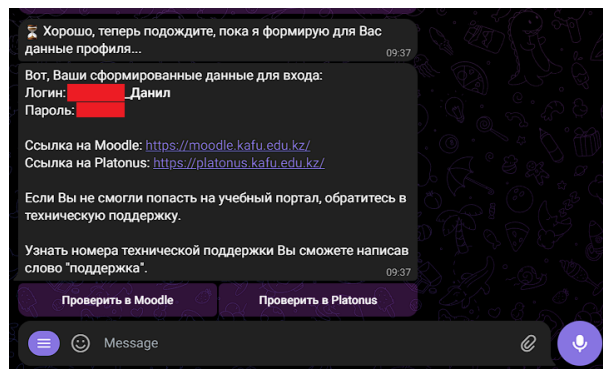 ⏳ Хорошо, теперь подождите, пока я формирую для Вас
данные профиля...
09:37
Вот, Ваши сформированные данные для входа:
Логин: _Данил
Пароль:
Ссылка на Moodle: https://moodle.kafu.edu.kz/
Ссылка на Platonus: https://platonus.kafu.edu.kz/
Если Вы не смогли попасть на учебный портал, обратитесь в
техническую поддержку.
Узнать номера технической поддержки Вы сможете написав
слово "поддержка".
09:37
Проверить в Moodle
Проверить в Platonus
Message